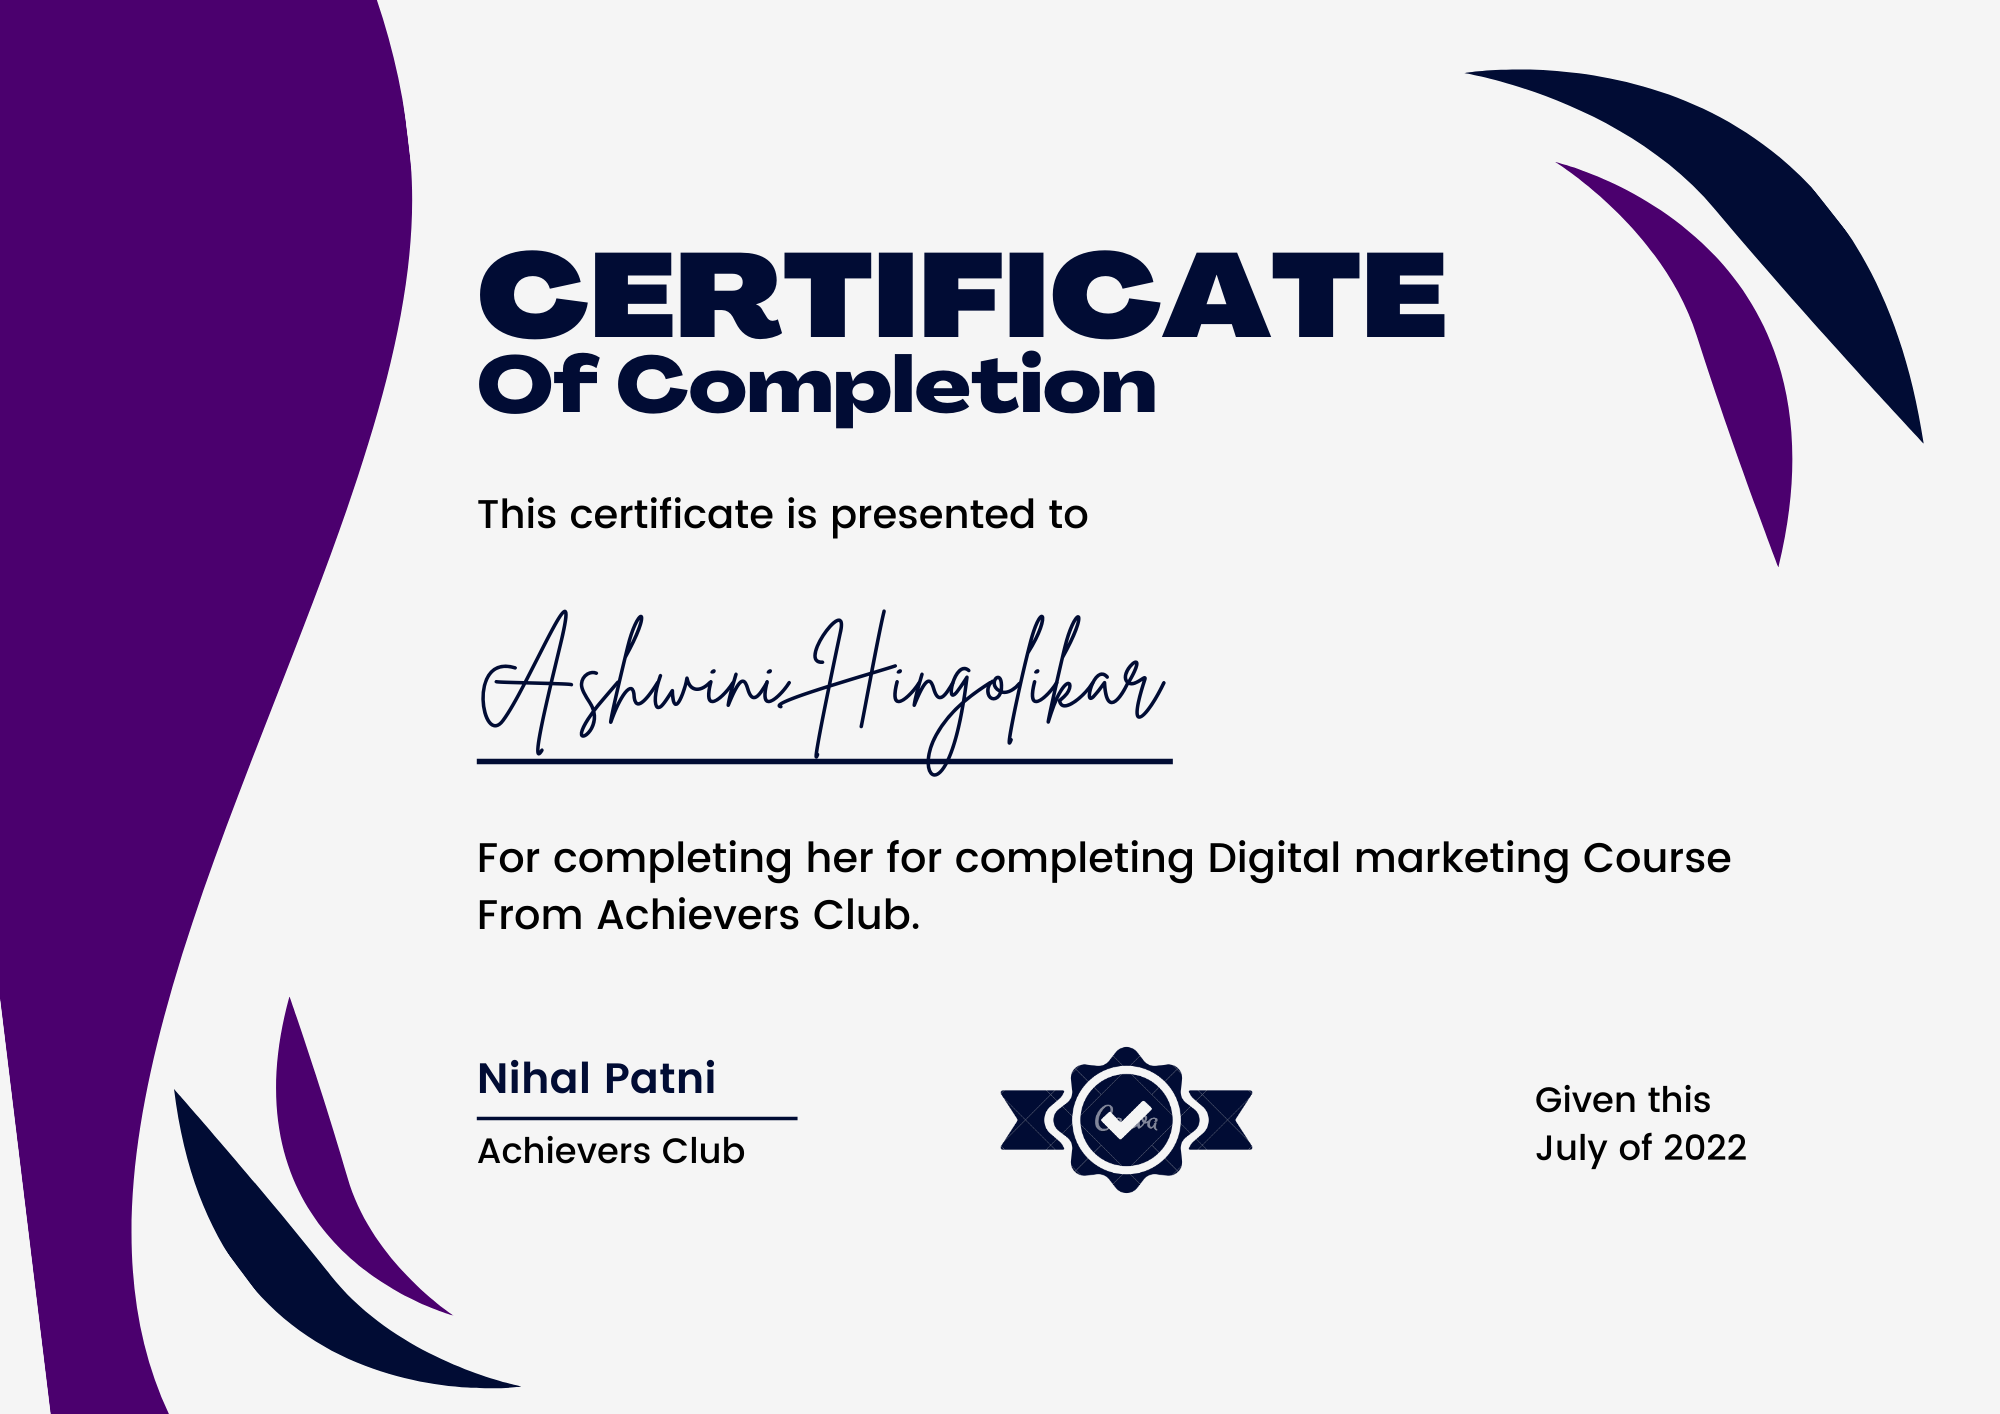 CERTIFICATE
Of Completion
This certificate is presented to
Ashwini Hingolikar
For completing her for completing Digital marketing Course
From Achievers Club.
Nihal Patni
Achievers Club
Canva
Given this
July of 2022